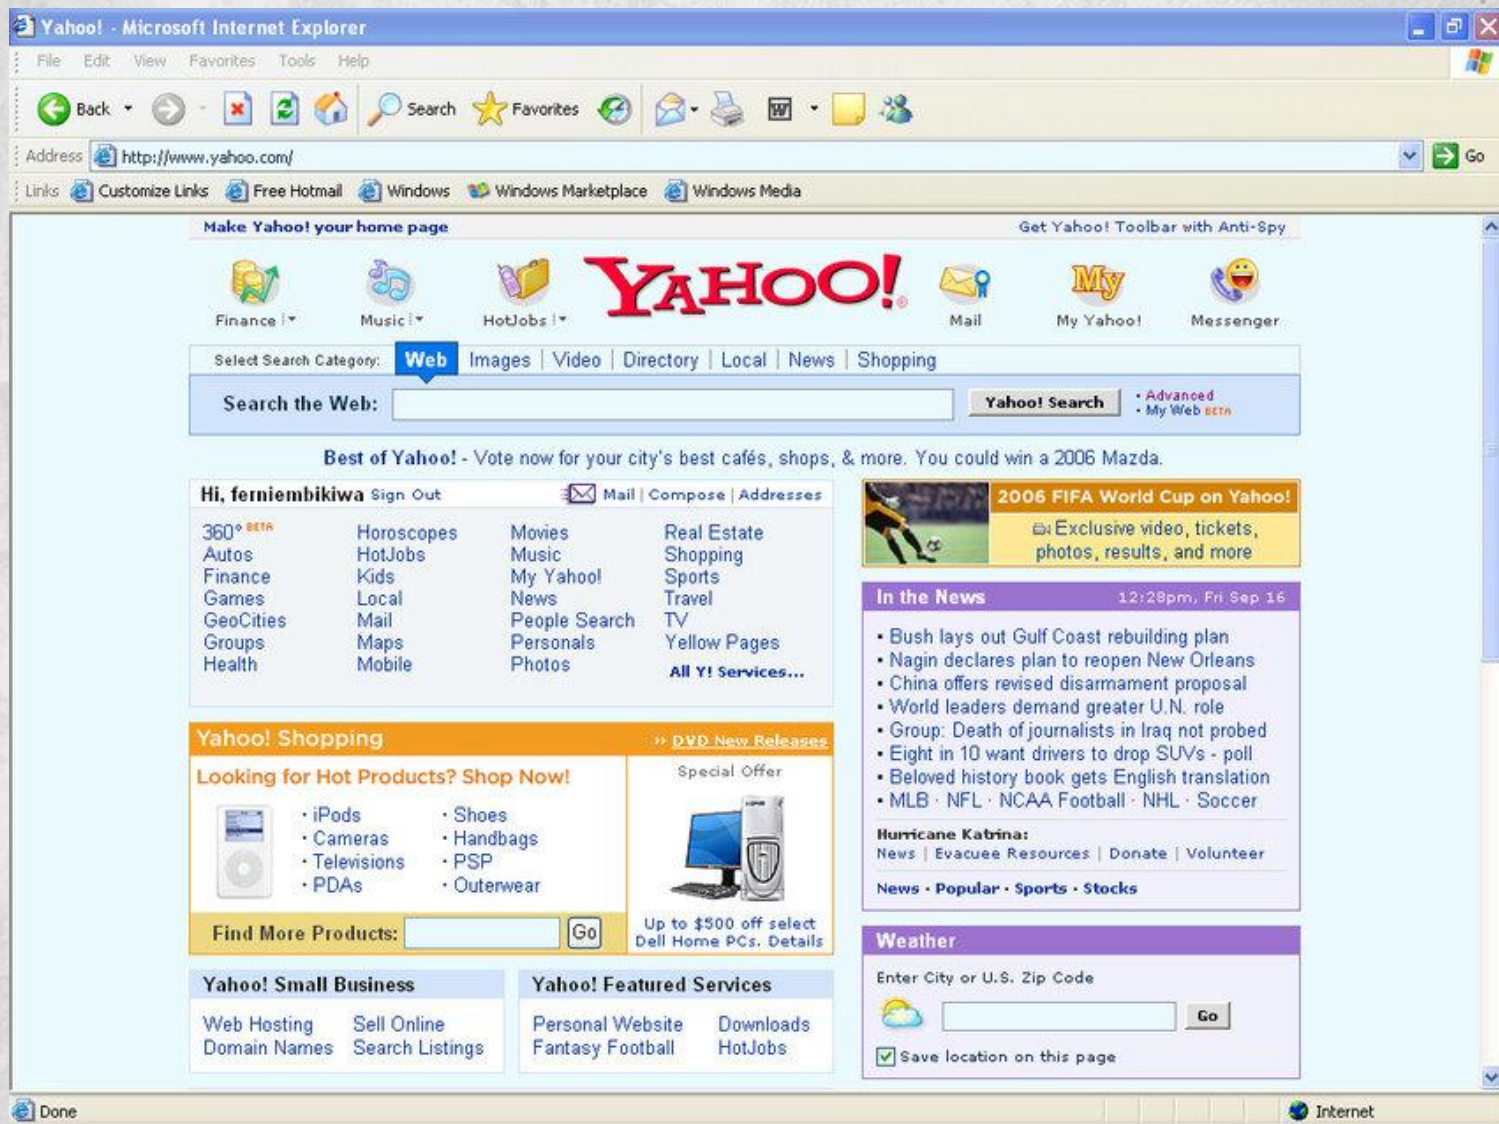 Yahoo! - Microsoft Internet Explorer
File Edit View Favorites Tools Help
Back Search Favorites
Address http://www.yahoo.com/ Go
Links Customize Links Free Hotmail Windows Windows Marketplace Windows Media
Make Yahoo! your home page Get Yahoo! Toolbar with Anti-Spy
YAHOO! ®
My
Finance Music HotJobs Mail My Yahoo! Messenger
Select Search Category: Web Images | Video | Directory | Local | News | Shopping
Search the Web: Yahoo! Search • Advanced
• My Web BETA
Best of Yahoo! - Vote now for your city's best cafés, shops, & more. You could win a 2006 Mazda.
Hi, ferniembikiwa Sign Out Mail | Compose | Addresses
360° BETA Horoscopes Movies Real Estate
Autos HotJobs Music Shopping
Finance Kids My Yahoo! Sports
Games Local News Travel
GeoCities Mail People Search TV
Groups Maps Personals Yellow Pages
Health Mobile Photos All Y! Services...
2006 FIFA World Cup on Yahoo!
Exclusive video, tickets,
photos, results, and more
In the News 12:28pm, Fri Sep 16
• Bush lays out Gulf Coast rebuilding plan
• Nagin declares plan to reopen New Orleans
• China offers revised disarmament proposal
• World leaders demand greater U.N. role
• Group: Death of journalists in Iraq not probed
• Eight in 10 want drivers to drop SUVs - poll
• Beloved history book gets English translation
• MLB · NFL · NCAA Football · NHL · Soccer
Hurricane Katrina:
News | Evacuee Resources | Donate | Volunteer
News · Popular · Sports · Stocks
Yahoo! Shopping » DVD New Releases
Looking for Hot Products? Shop Now! Special Offer
· iPods · Shoes
· Cameras · Handbags
· Televisions · PSP
· PDAs · Outerwear
Up to $500 off select
Dell Home PCs. Details
Find More Products: Go
Weather
Enter City or U.S. Zip Code
Go
Save location on this page
Yahoo! Small Business Yahoo! Featured Services
Web Hosting Sell Online Personal Website Downloads
Domain Names Search Listings Fantasy Football HotJobs
Done Internet